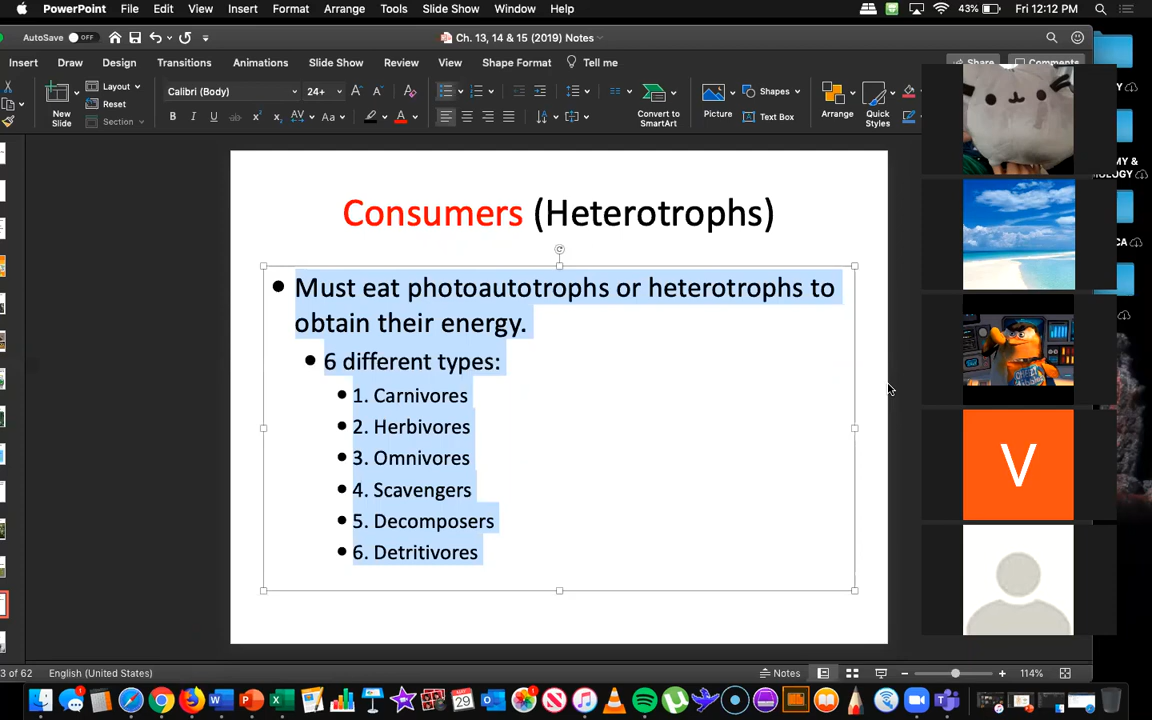 PowerPoint File Edit View Insert Format Arrange Tools Slide Show Window Help 43% Fri 12:12 PM
AutoSave OFF Ch. 13, 14 & 15 (2019) Notes
Insert Draw Design Transitions Animations Slide Show Review View Shape Format Tell me Share Comments
New Slide Layout Reset Section Calibri (Body) 24+ Convert to SmartArt Picture Shapes Text Box Arrange Quick Styles
Consumers (Heterotrophs)
• Must eat photoautotrophs or heterotrophs to
obtain their energy.
• 6 different types:
• 1. Carnivores
• 2. Herbivores
• 3. Omnivores
• 4. Scavengers
• 5. Decomposers
• 6. Detritivores
V
3 of 62 English (United States) Notes 114%